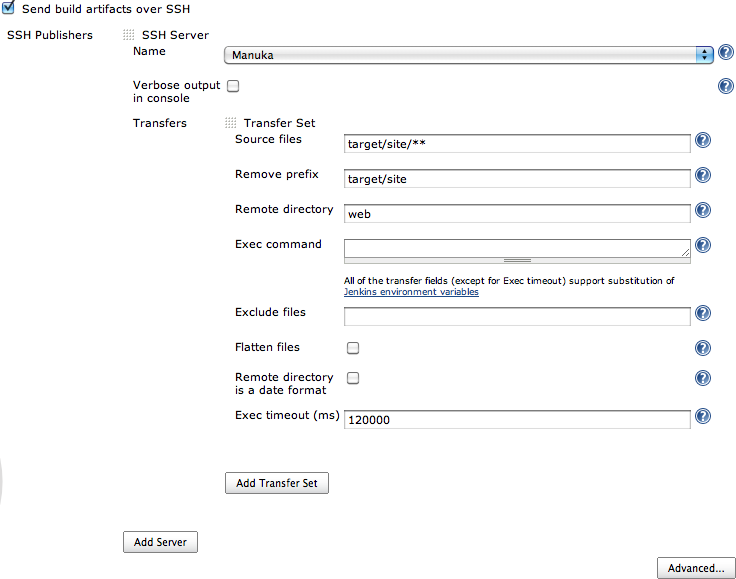 Send build artifacts over SSH
SSH Publishers
SSH Server
Name
Manuka
Verbose output
in console
Transfers
Transfer Set
Source files
target/site/**
Remove prefix
target/site
Remote directory
web
Exec command
All of the transfer fields (except for Exec timeout) support substitution of
Jenkins environment variables
Exclude files
Flatten files
Remote directory
is a date format
Exec timeout (ms)
120000
Add Transfer Set
Add Server
Advanced...